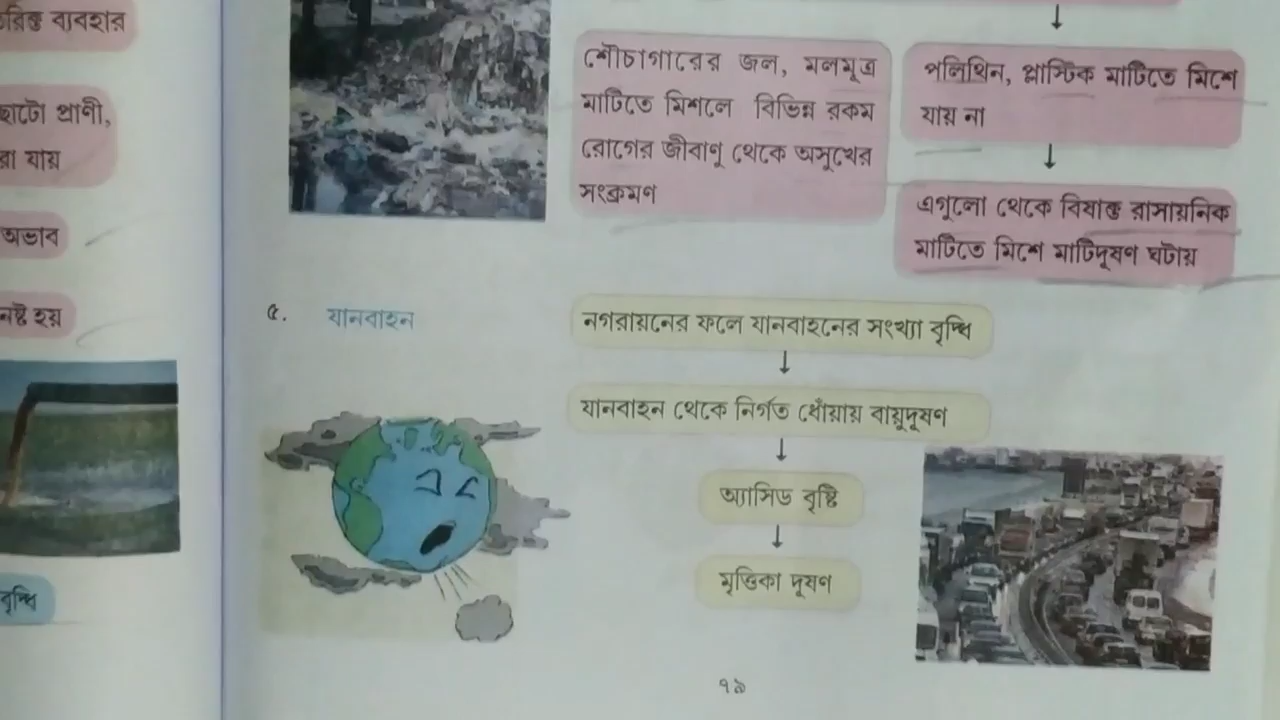 রিক্ত ব্যবহার
ছোটো প্রাণী,
রা যায়
অভাব
নষ্ট হয়
বৃদ্ধি
শৌচাগারের জল, মলমূত্র
মাটিতে মিশলে বিভিন্ন রকম
রোগের জীবাণু থেকে অসুখের
সংক্রমণ
পলিথিন, প্লাস্টিক মাটিতে মিশে
যায় না
↓
এগুলো থেকে বিষাক্ত রাসায়নিক
মাটিতে মিশে মাটিদূষণ ঘটায়
৫. যানবাহন
নগরায়নের ফলে যানবাহনের সংখ্যা বৃদ্ধি
↓
যানবাহন থেকে নির্গত ধোঁয়ায় বায়ুদূষণ
↓
অ্যাসিড বৃষ্টি
↓
মৃত্তিকা দূষণ
৭৯